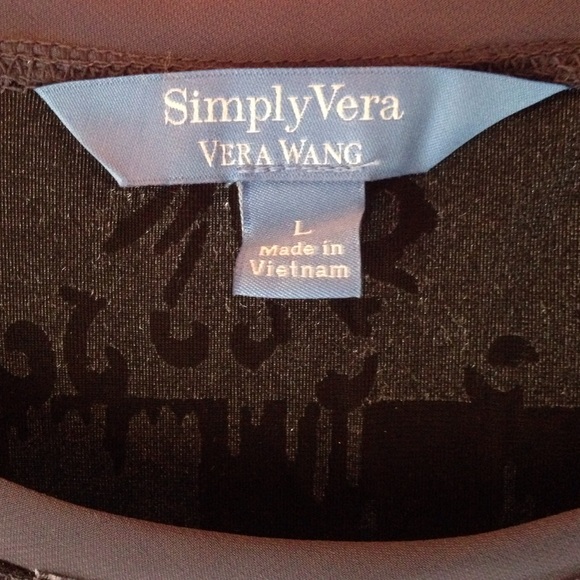 SimplyVera
VERA WANG
L
Made in
Vietnam